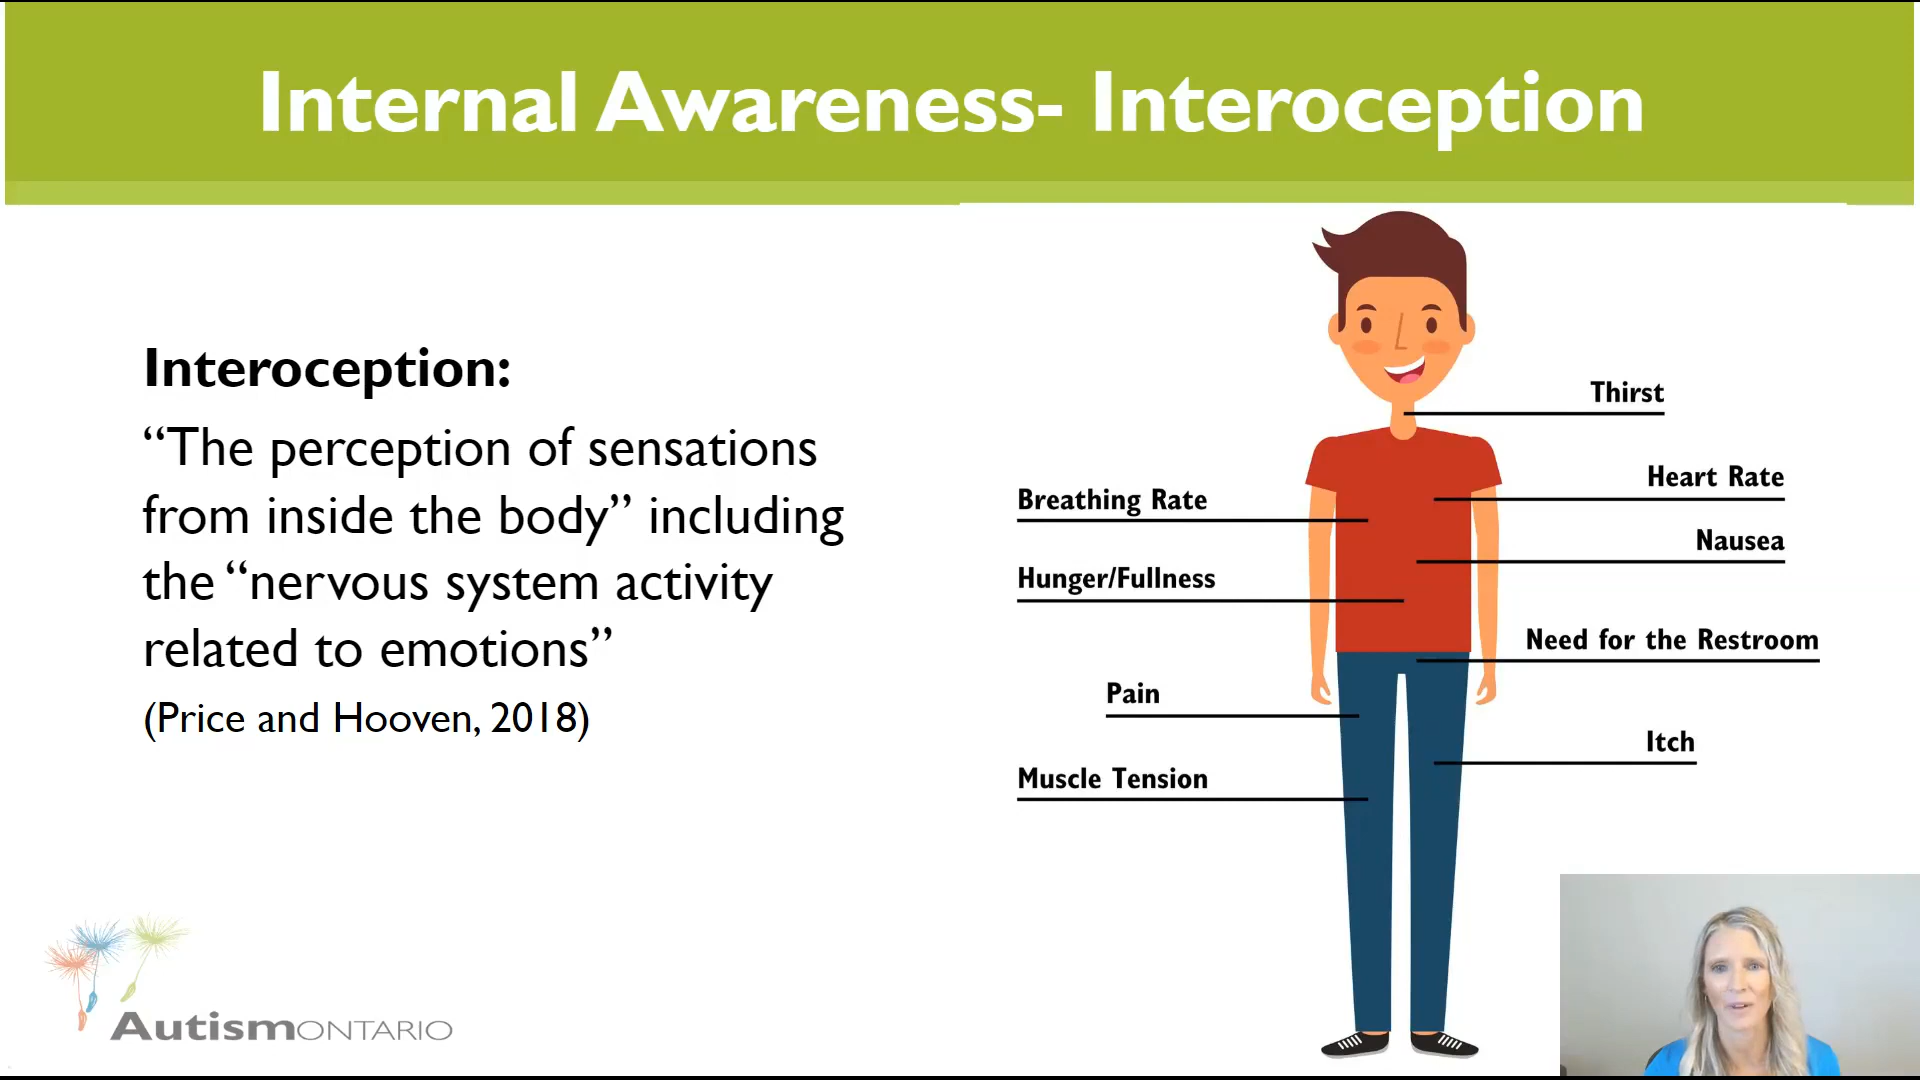 Internal Awareness- Interoception
Interoception:
“The perception of sensations
from inside the body” including
the “nervous system activity
related to emotions”
(Price and Hooven, 2018)
Thirst
Heart Rate
Breathing Rate
Nausea
Hunger/Fullness
Need for the Restroom
Pain
Itch
Muscle Tension
AutismONTARIO